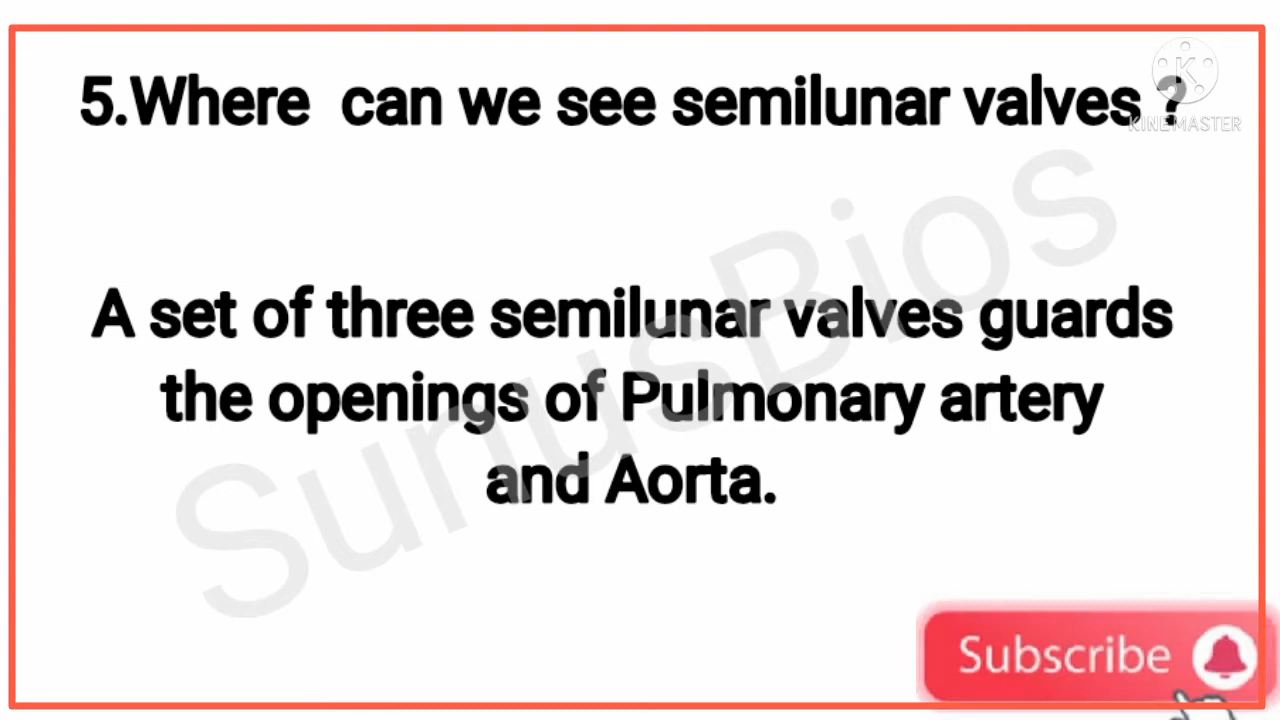 5.Where can we see semilunar valves ?
KINEMASTER
A set of three semilunar valves guards
the openings of Pulmonary artery
and Aorta.
SunusBios
Subscribe